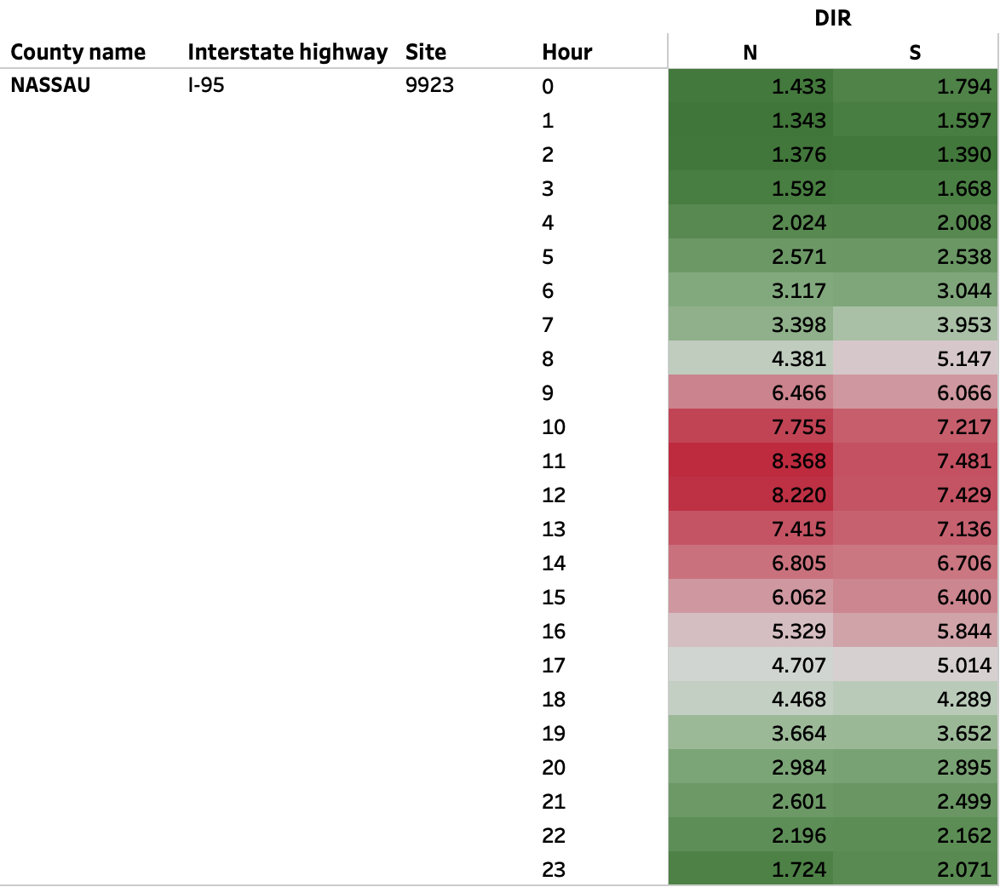 DIR
County name Interstate highway Site Hour N S
NASSAU I-95 9923 0 1.433 1.794
1 1.343 1.597
2 1.376 1.390
3 1.592 1.668
4 2.024 2.008
5 2.571 2.538
6 3.117 3.044
7 3.398 3.953
8 4.381 5.147
9 6.466 6.066
10 7.755 7.217
11 8.368 7.481
12 8.220 7.429
13 7.415 7.136
14 6.805 6.706
15 6.062 6.400
16 5.329 5.844
17 4.707 5.014
18 4.468 4.289
19 3.664 3.652
20 2.984 2.895
21 2.601 2.499
22 2.196 2.162
23 1.724 2.071